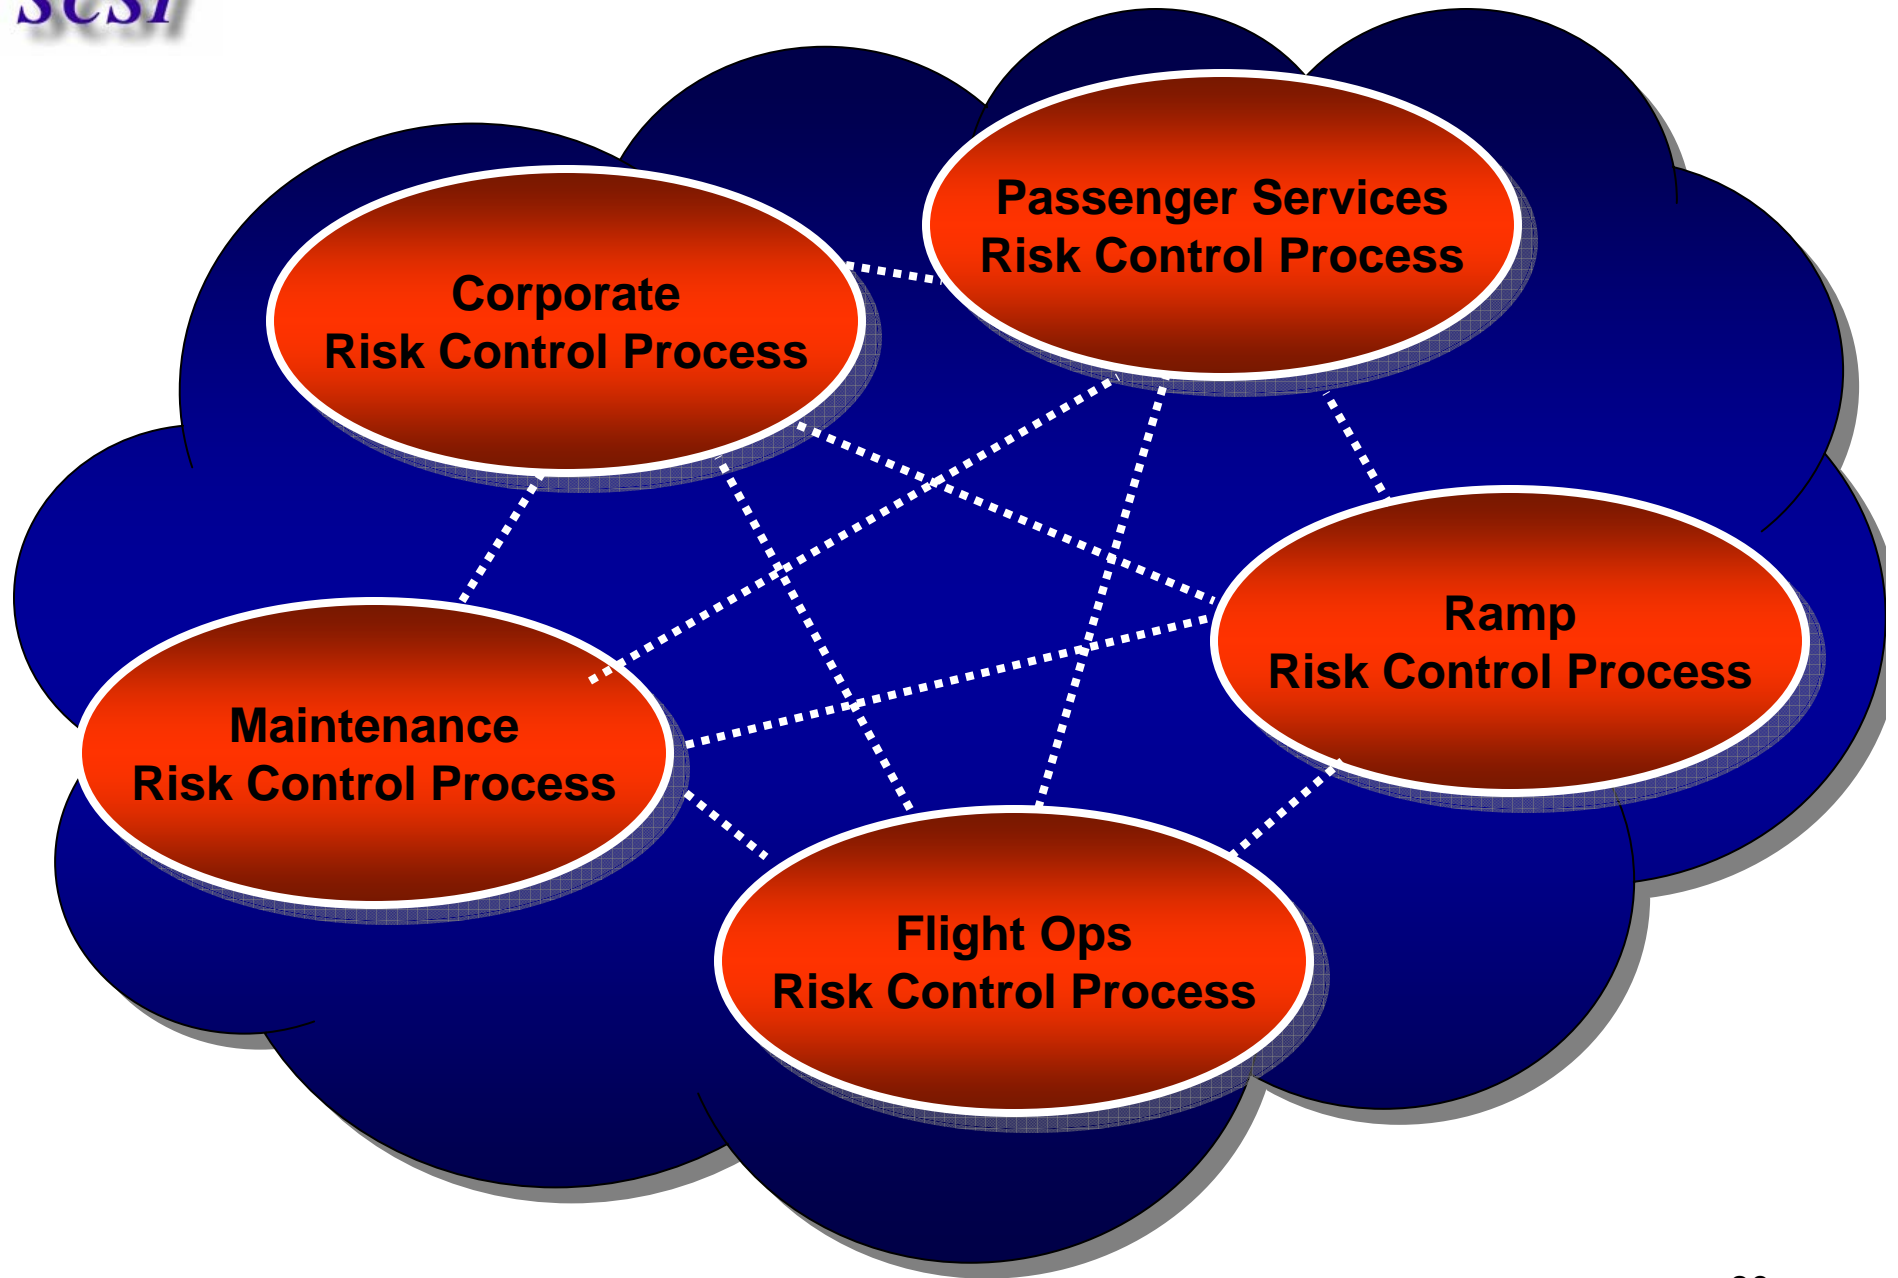 SCSI
Passenger Services
Risk Control Process
Corporate
Risk Control Process
Ramp
Risk Control Process
Maintenance
Risk Control Process
Flight Ops
Risk Control Process